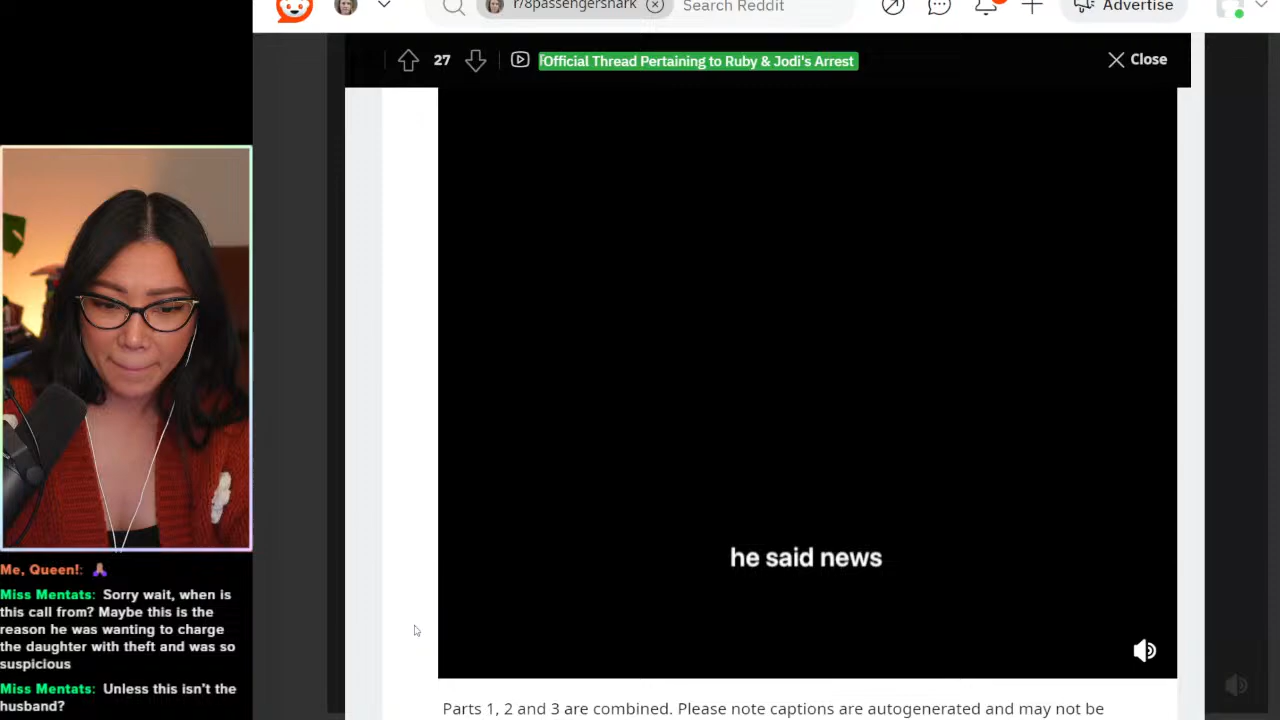 r/8passengersnark
Search Reddit
Advertise
27
Official Thread Pertaining to Ruby & Jodi's Arrest
Close
he said news
Me, Queen!:
Miss Mentats: Sorry wait, when is
this call from? Maybe this is the
reason he was wanting to charge
the daughter with theft and was so
suspicious
Miss Mentats: Unless this isn't the
husband?
Parts 1, 2 and 3 are combined. Please note captions are autogenerated and may not be